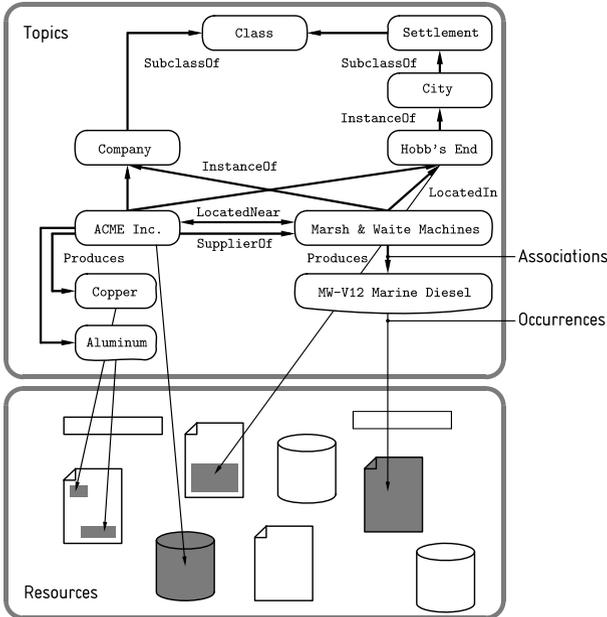 Topics
Class
Settlement
SubclassOf
SubclassOf
City
InstanceOf
Company
InstanceOf
Hobb's End
LocatedIn
ACME Inc.
LocatedNear
SupplierOf
Marsh & Waite Machines
Produces
Produces
Associations
Copper
MW-V12 Marine Diesel
Occurrences
Aluminum
Resources